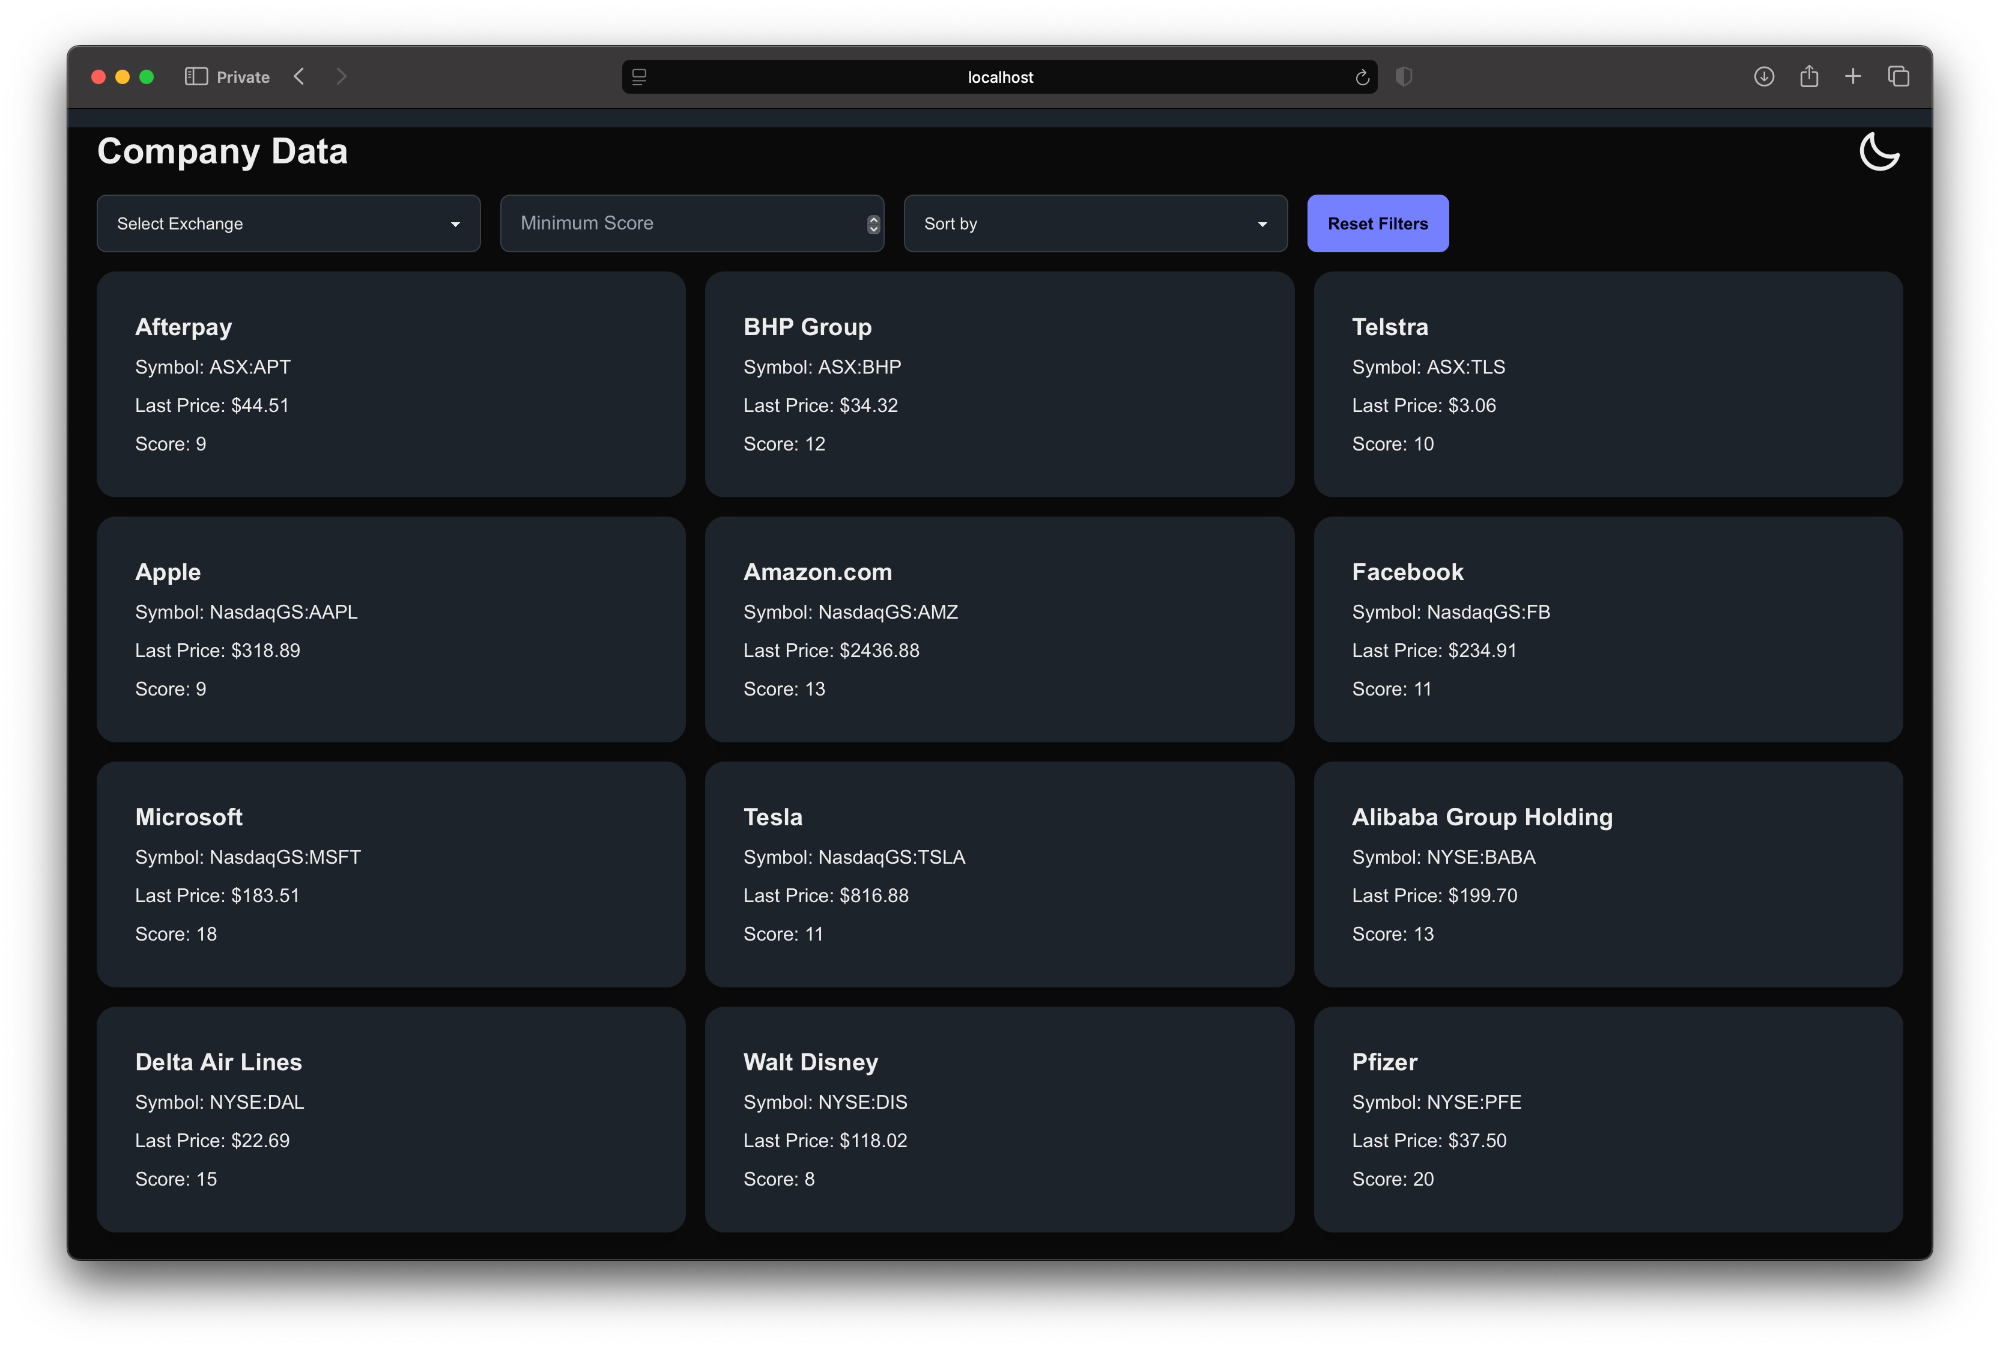 Private
localhost
Company Data
Select Exchange
Minimum Score
Sort by
Reset Filters
Afterpay
Symbol: ASX:APT
Last Price: $44.51
Score: 9
BHP Group
Symbol: ASX:BHP
Last Price: $34.32
Score: 12
Telstra
Symbol: ASX:TLS
Last Price: $3.06
Score: 10
Apple
Symbol: NasdaqGS:AAPL
Last Price: $318.89
Score: 9
Amazon.com
Symbol: NasdaqGS:AMZ
Last Price: $2436.88
Score: 13
Facebook
Symbol: NasdaqGS:FB
Last Price: $234.91
Score: 11
Microsoft
Symbol: NasdaqGS:MSFT
Last Price: $183.51
Score: 18
Tesla
Symbol: NasdaqGS:TSLA
Last Price: $816.88
Score: 11
Alibaba Group Holding
Symbol: NYSE:BABA
Last Price: $199.70
Score: 13
Delta Air Lines
Symbol: NYSE:DAL
Last Price: $22.69
Score: 15
Walt Disney
Symbol: NYSE:DIS
Last Price: $118.02
Score: 8
Pfizer
Symbol: NYSE:PFE
Last Price: $37.50
Score: 20